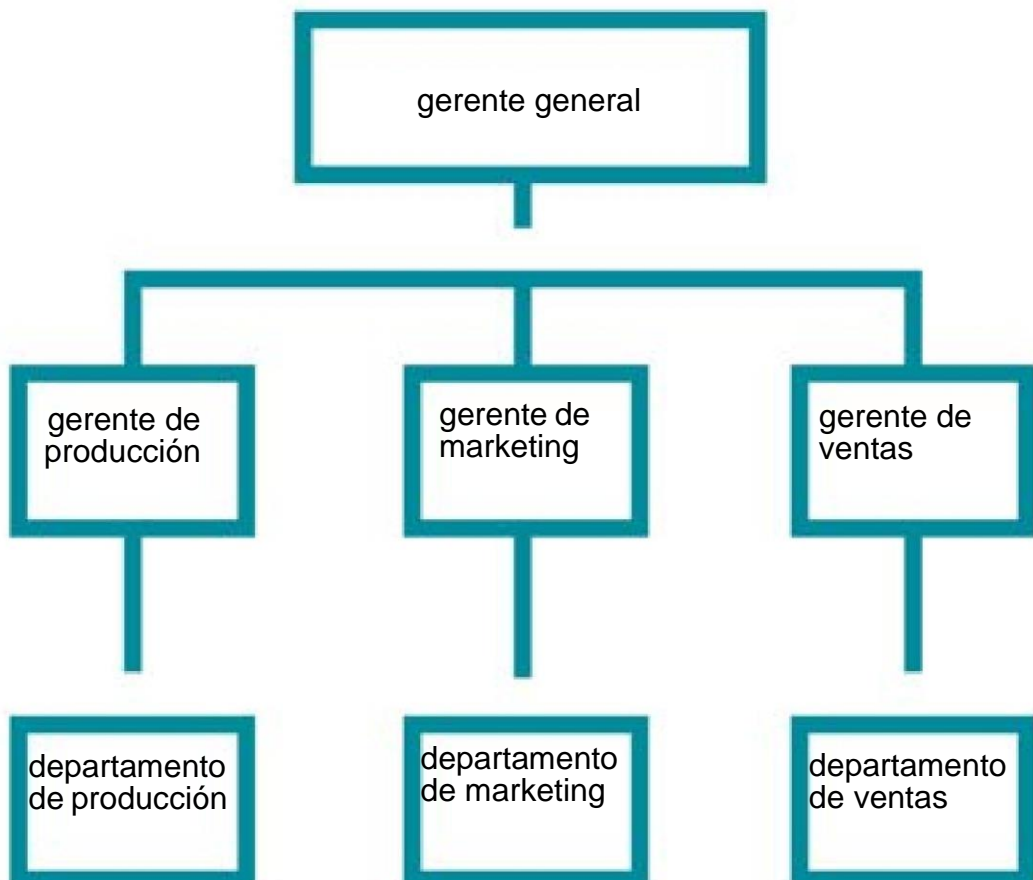 gerente general
gerente de
producción
gerente de
marketing
gerente de
ventas
departamento
de producción
departamento
de marketing
departamento
de ventas